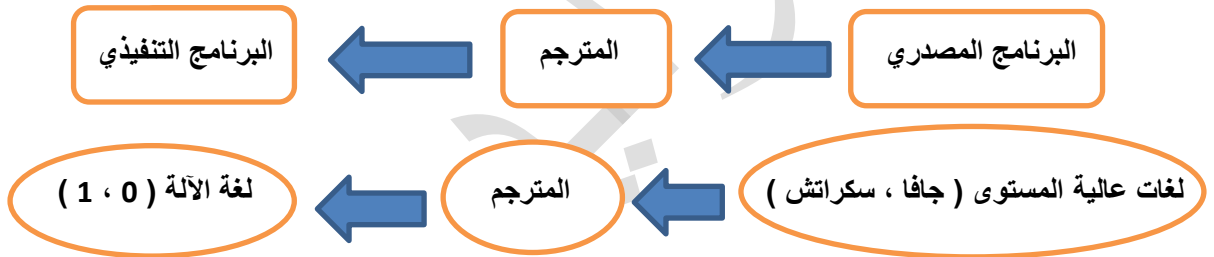 البرنامج المصدري
المترجم
البرنامج التنفيذي
لغات عالية المستوى ( جافا ، سكراتش )
المترجم
لغة الآلة ( 0 ، 1 )